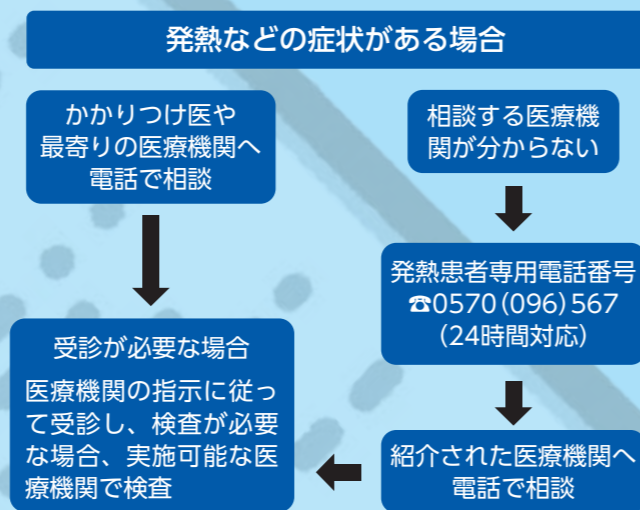 発熱などの症状がある場合
かかりつけ医や
最寄りの医療機関へ
電話で相談
相談する医療機
関が分からない
発熱患者専用電話番号
☎0570(096)567
(24時間対応)
受診が必要な場合
医療機関の指示に従っ
て受診し、検査が必要
な場合、実施可能な医
療機関で検査
紹介された医療機関へ
電話で相談